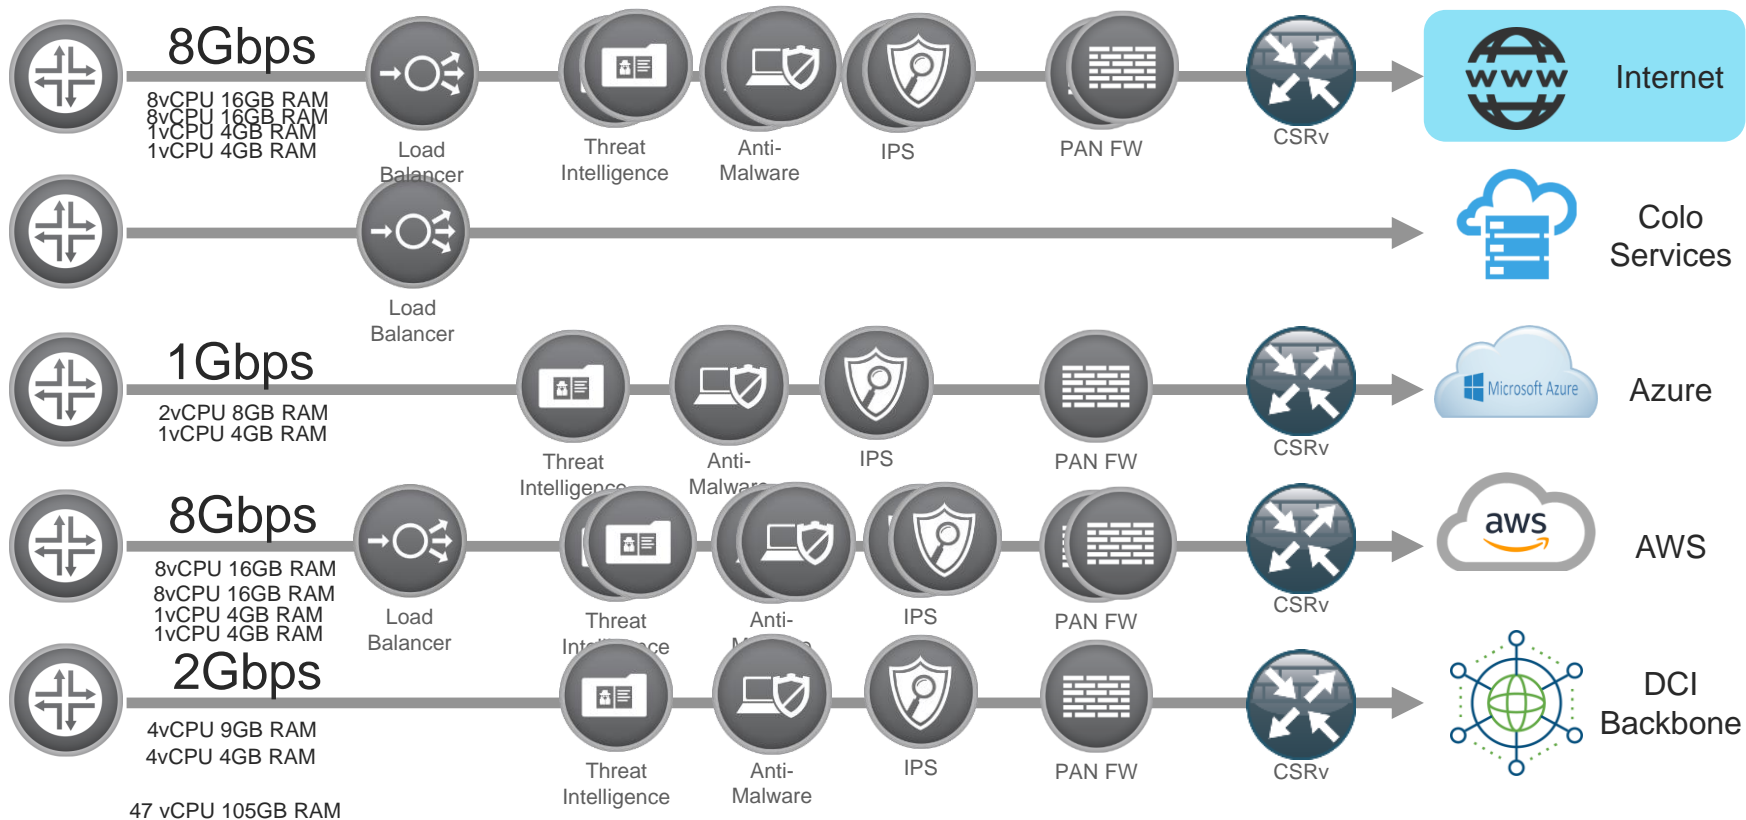 8Gbps
8vCPU 16GB RAM
8vCPU 16GB RAM
1vCPU 4GB RAM
1vCPU 4GB RAM
Load
Balancer
Threat
Intelligence
Anti-
Malware
IPS
PAN FW
CSRv
www
Internet
Load
Balancer
Colo
Services
1Gbps
2vCPU 8GB RAM
1vCPU 4GB RAM
Threat
Intelligence
Anti-
Malware
IPS
PAN FW
CSRv
Microsoft Azure
Azure
8Gbps
8vCPU 16GB RAM
8vCPU 16GB RAM
1vCPU 4GB RAM
1vCPU 4GB RAM
Load
Balancer
Threat
Intelligence
Anti-
Malware
IPS
PAN FW
CSRv
aws
AWS
2Gbps
4vCPU 9GB RAM
4vCPU 4GB RAM
Threat
Intelligence
Anti-
Malware
IPS
PAN FW
CSRv
DCI
Backbone
47 vCPU 105GB RAM